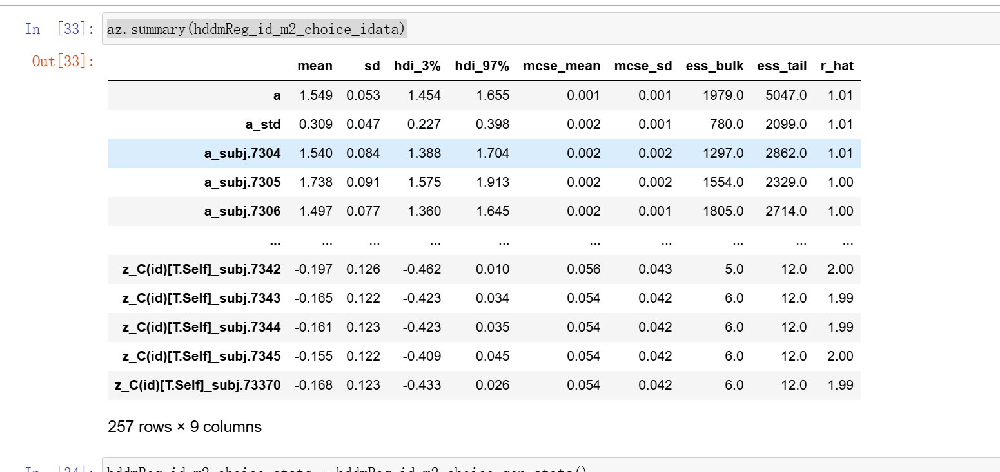 In [33]: az.summary(hddmReg_id_m2_choice_idata)
Out[33]:
mean sd hdi_3% hdi_97% mcse_mean mcse_sd ess_bulk ess_tail r_hat
a 1.549 0.053 1.454 1.655 0.001 0.001 1979.0 5047.0 1.01
a_std 0.309 0.047 0.227 0.398 0.002 0.001 780.0 2099.0 1.01
a_subj.7304 1.540 0.084 1.388 1.704 0.002 0.002 1297.0 2862.0 1.01
a_subj.7305 1.738 0.091 1.575 1.913 0.002 0.002 1554.0 2329.0 1.00
a_subj.7306 1.497 0.077 1.360 1.645 0.002 0.001 1805.0 2714.0 1.00
... ... ... ... ... ... ... ... ... ...
z_C(id)[T.Self]_subj.7342 -0.197 0.126 -0.462 0.010 0.056 0.043 5.0 12.0 2.00
z_C(id)[T.Self]_subj.7343 -0.165 0.122 -0.423 0.034 0.054 0.042 6.0 12.0 1.99
z_C(id)[T.Self]_subj.7344 -0.161 0.123 -0.423 0.035 0.054 0.042 6.0 12.0 1.99
z_C(id)[T.Self]_subj.7345 -0.155 0.122 -0.409 0.045 0.054 0.042 6.0 12.0 2.00
z_C(id)[T.Self]_subj.73370 -0.168 0.123 -0.433 0.026 0.054 0.042 6.0 12.0 1.99
257 rows × 9 columns
In [34]: